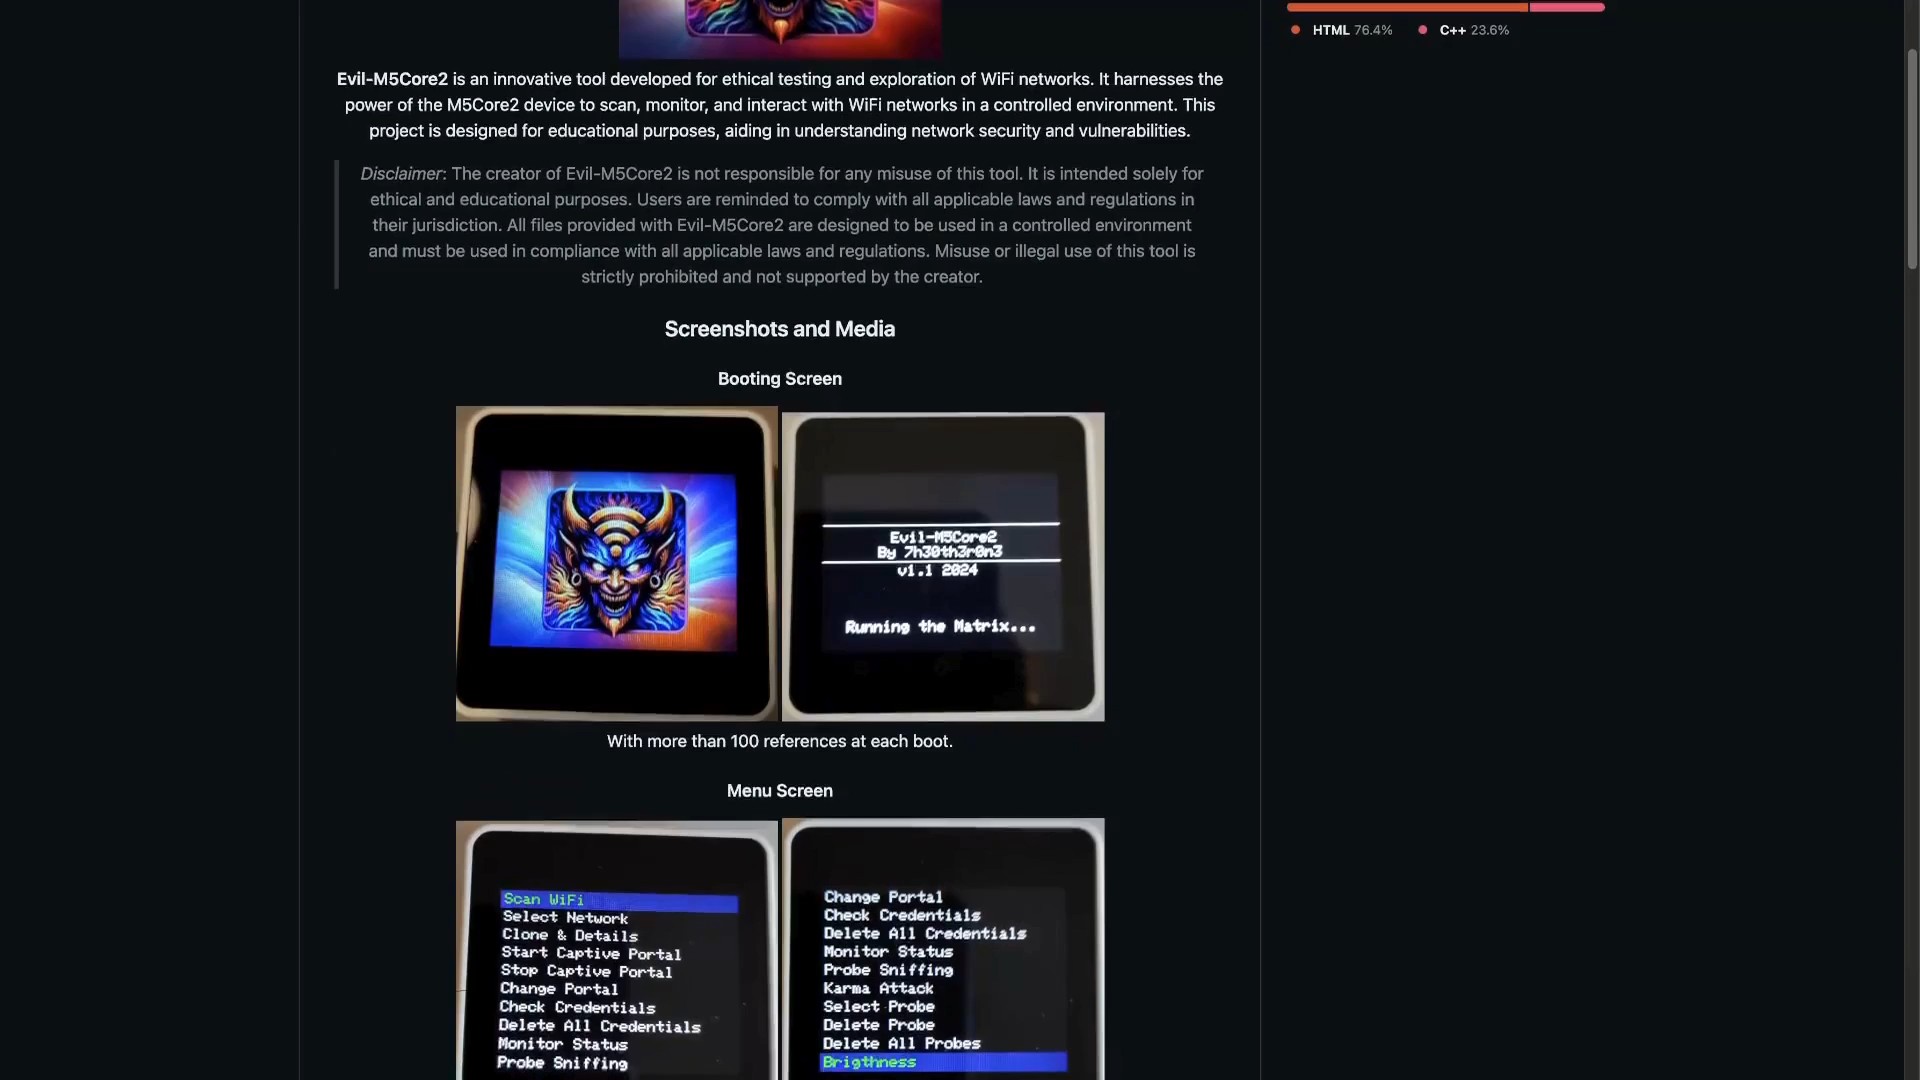 HTML 76.4% C++ 23.6%
Evil-M5Core2 is an innovative tool developed for ethical testing and exploration of WiFi networks. It harnesses the
power of the M5Core2 device to scan, monitor, and interact with WiFi networks in a controlled environment. This
project is designed for educational purposes, aiding in understanding network security and vulnerabilities.
Disclaimer: The creator of Evil-M5Core2 is not responsible for any misuse of this tool. It is intended solely for
ethical and educational purposes. Users are reminded to comply with all applicable laws and regulations in
their jurisdiction. All files provided with Evil-M5Core2 are designed to be used in a controlled environment
and must be used in compliance with all applicable laws and regulations. Misuse or illegal use of this tool is
strictly prohibited and not supported by the creator.
Screenshots and Media
Booting Screen
Evil-M5Core2
By 7h30th3r0n3
v1.1 2024
Running the Matrix...
With more than 100 references at each boot.
Menu Screen
Scan WiFi
Select Network
Clone & Details
Start Captive Portal
Stop Captive Portal
Change Portal
Check Credentials
Delete All Credentials
Monitor Status
Probe Sniffing
Change Portal
Check Credentials
Delete All Credentials
Monitor Status
Probe Sniffing
Karma Attack
Select Probe
Delete Probe
Delete All Probes
Brigthness